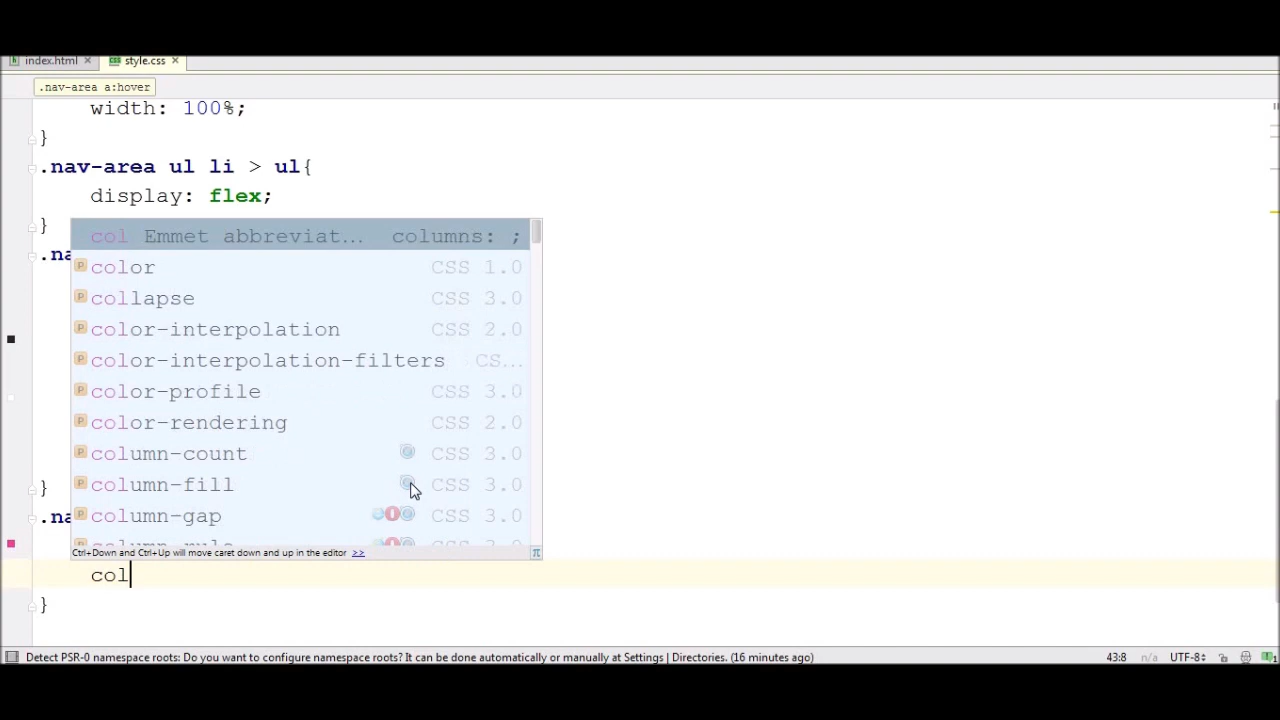 index.html style.css
.nav-area a:hover
width: 100%;
}
.nav-area ul li > ul{
display: flex;
}
col Emmet abbreviat... columns: ;
.na
color CSS 1.0
collapse CSS 3.0
color-interpolation CSS 2.0
color-interpolation-filters CS...
color-profile CSS 3.0
color-rendering CSS 2.0
column-count CSS 3.0
column-fill CSS 3.0
}
column-gap CSS 3.0
.na
Ctrl+Down and Ctrl+Up will move caret down and up in the editor >> π
col
}
Detect PSR-0 namespace roots: Do you want to configure namespace roots? It can be done automatically or manually at Settings | Directories. (16 minutes ago) 43:8 n/a UTF-8